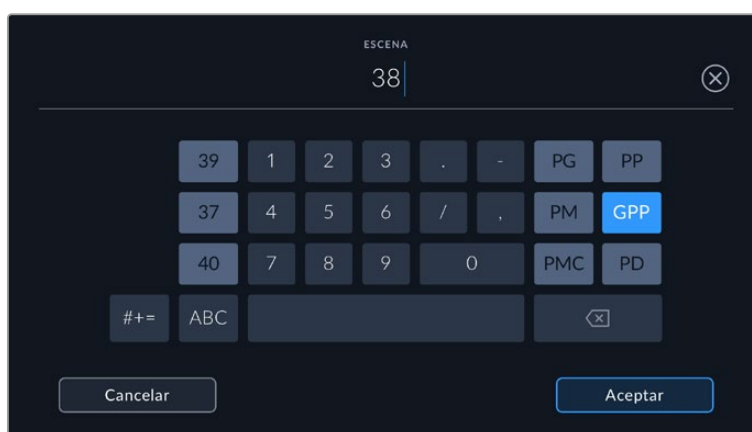 ESCENA
38
39 1 2 3 . - PG PP
37 4 5 6 / , PM GPP
40 7 8 9 0 PMC PD
#+= ABC
Cancelar Aceptar